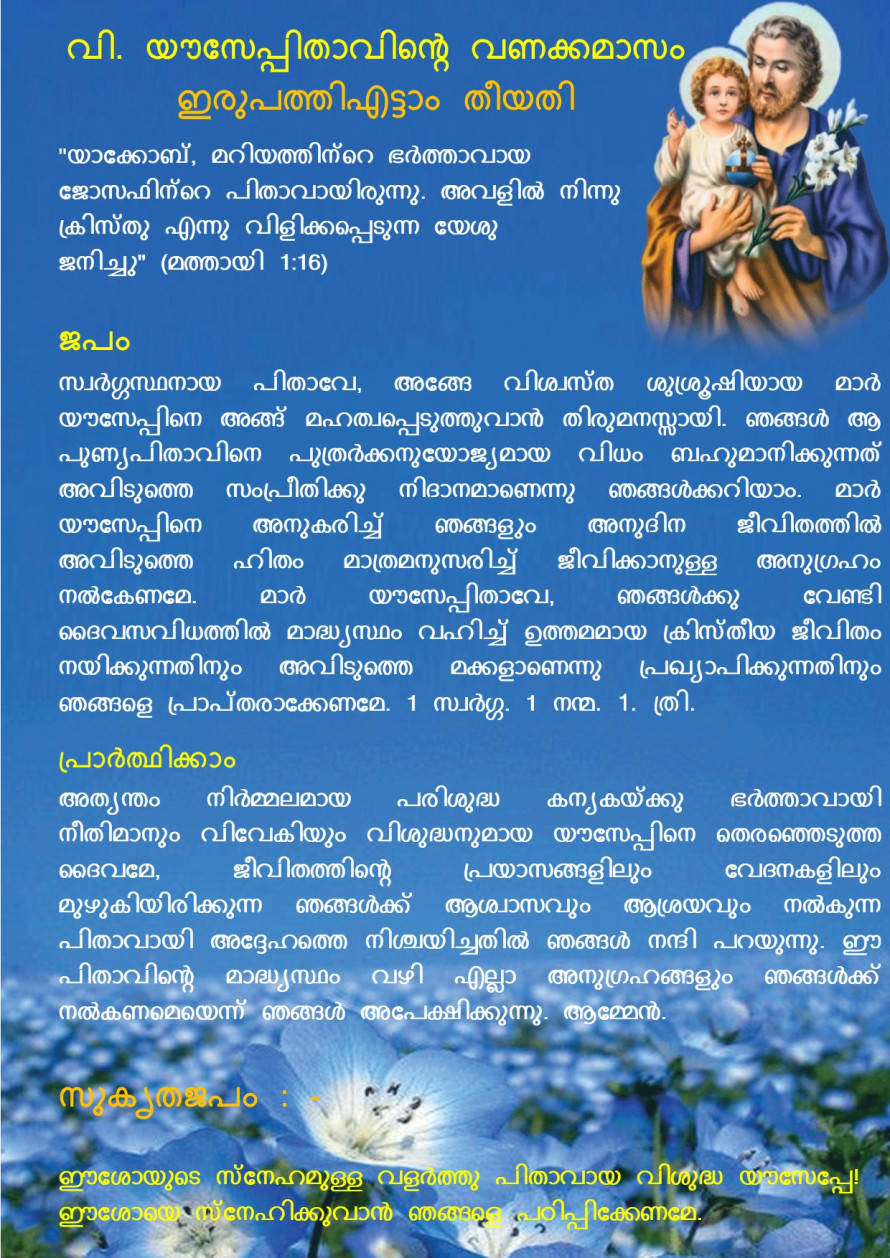 വി. യൗസേപ്പിതാവിന്റെ വണക്കമാസം
ഇരുപത്തിഎട്ടാം തീയതി
"യാക്കോബ്, മറിയത്തിന്റെ ഭർത്താവായ
ജോസഫിന്റെ പിതാവായിരുന്നു. അവളിൽ നിന്നു
ക്രിസ്തു എന്നു വിളിക്കപ്പെടുന്ന യേശു
ജനിച്ചു" (മത്തായി 1:16)
ജപം
സ്വർഗ്ഗസ്ഥനായ പിതാവേ, അങ്ങേ വിശ്വസ്ത ശുശ്രൂഷിയായ മാർ
യൗസേപ്പിനെ അങ്ങ് മഹത്വപ്പെടുത്തുവാൻ തിരുമനസ്സായി. ഞങ്ങൾ ആ
പുണ്യപിതാവിനെ പുത്രർക്കനുയോജ്യമായ വിധം ബഹുമാനിക്കുന്നത്
അവിടുത്തെ സംപ്രീതിക്കു നിദാനമാണെന്നു ഞങ്ങൾക്കറിയാം. മാർ
യൗസേപ്പിനെ അനുകരിച്ച് ഞങ്ങളും അനുദിന ജീവിതത്തിൽ
അവിടുത്തെ ഹിതം മാത്രമനുസരിച്ച് ജീവിക്കാനുള്ള അനുഗ്രഹം
നൽകേണമേ. മാർ യൗസേപ്പിതാവേ, ഞങ്ങൾക്കു വേണ്ടി
ദൈവസവിധത്തിൽ മാദ്ധ്യസ്ഥം വഹിച്ച് ഉത്തമമായ ക്രിസ്തീയ ജീവിതം
നയിക്കുന്നതിനും അവിടുത്തെ മക്കളാണെന്നു പ്രഖ്യാപിക്കുന്നതിനും
ഞങ്ങളെ പ്രാപ്തരാക്കേണമേ. 1 സ്വർഗ്ഗ. 1 നന്മ. 1. ത്രി.
പ്രാർത്ഥിക്കാം
അത്യന്തം നിർമ്മലമായ പരിശുദ്ധ കന്യകയ്ക്കു ഭർത്താവായി
നീതിമാനും വിവേകിയും വിശുദ്ധനുമായ യൗസേപ്പിനെ തെരഞ്ഞെടുത്ത
ദൈവമേ, ജീവിതത്തിന്റെ പ്രയാസങ്ങളിലും വേദനകളിലും
മുഴുകിയിരിക്കുന്ന ഞങ്ങൾക്ക് ആശ്വാസവും ആശ്രയവും നൽകുന്ന
പിതാവായി അദ്ദേഹത്തെ നിശ്ചയിച്ചതിൽ ഞങ്ങൾ നന്ദി പറയുന്നു. ഈ
പിതാവിന്റെ മാദ്ധ്യസ്ഥം വഴി എല്ലാ അനുഗ്രഹങ്ങളും ഞങ്ങൾക്ക്
നൽകണമെയെന്ന് ഞങ്ങൾ അപേക്ഷിക്കുന്നു. ആമ്മേൻ.
സുകൃതജപം : -
ഈശോയുടെ സ്നേഹമുള്ള വളർത്തു പിതാവായ വിശുദ്ധ യൗസേപ്പേ!
ഈശോയെ സ്നേഹിക്കുവാൻ ഞങ്ങളെ പഠിപ്പിക്കേണമേ.